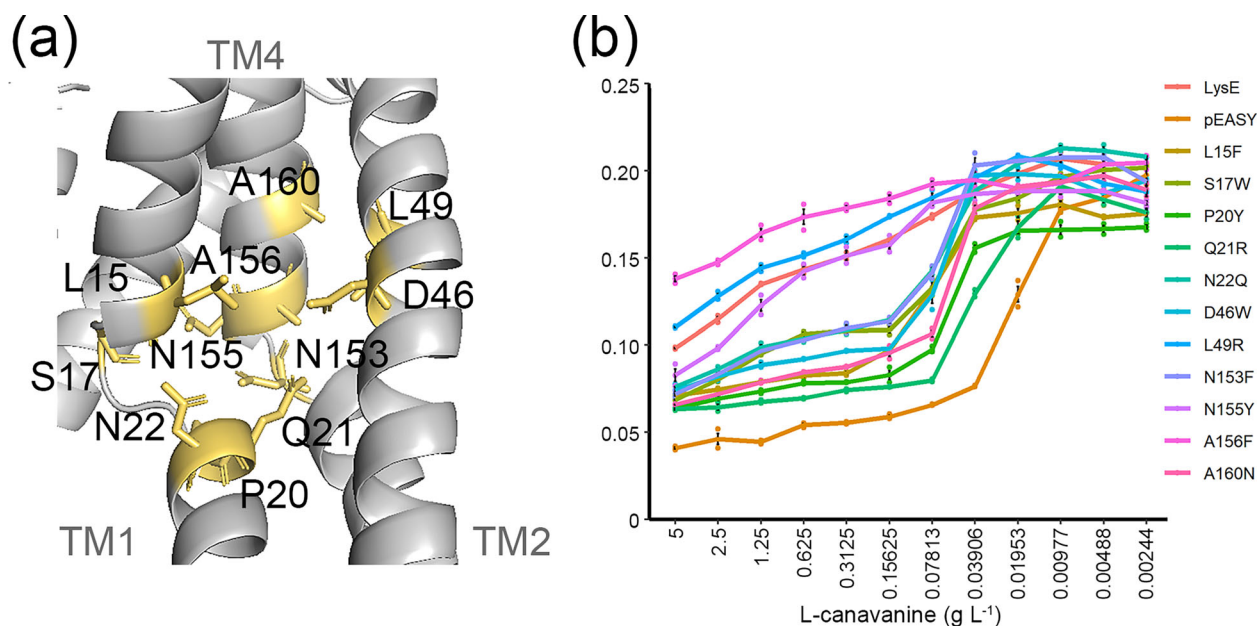 (a)
TM4
A160
L49
L15
A156
D46
N155
N153
S17
N22
Q21
P20
TM1
TM2
(b)
0.25
0.20
0.15
0.10
0.05
0
5
2.5
1.25
0.625
0.3125
0.15625
0.07813
0.03906
0.01953
0.00977
0.00488
0.00244
L-canavanine (g L⁻¹)
LysE
pEASY
L15F
S17W
P20Y
Q21R
N22Q
D46W
L49R
N153F
N155Y
A156F
A160N